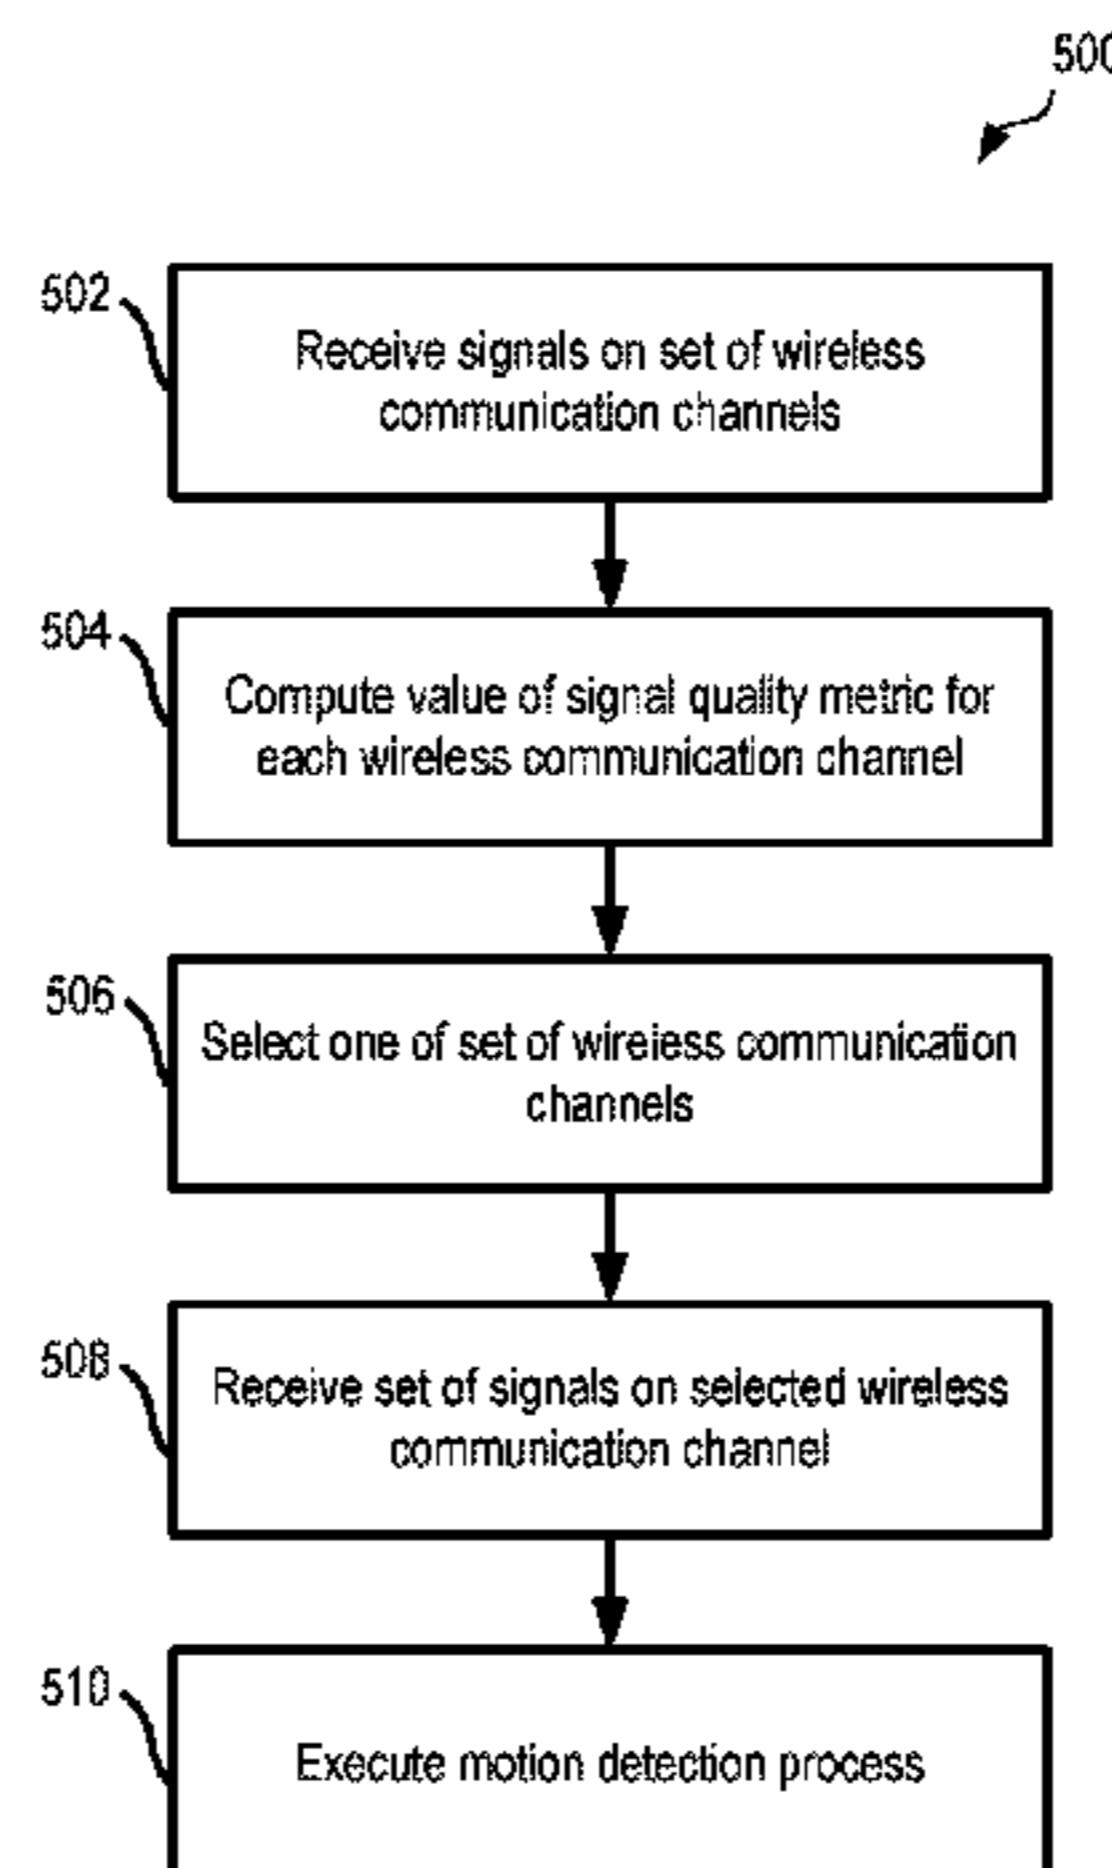 500
502
Receive signals on set of wireless
communication channels
504
Compute value of signal quality metric for
each wireless communication channel
506
Select one of set of wireless communication
channels
508
Receive set of signals on selected wireless
communication channel
510
Execute motion detection process